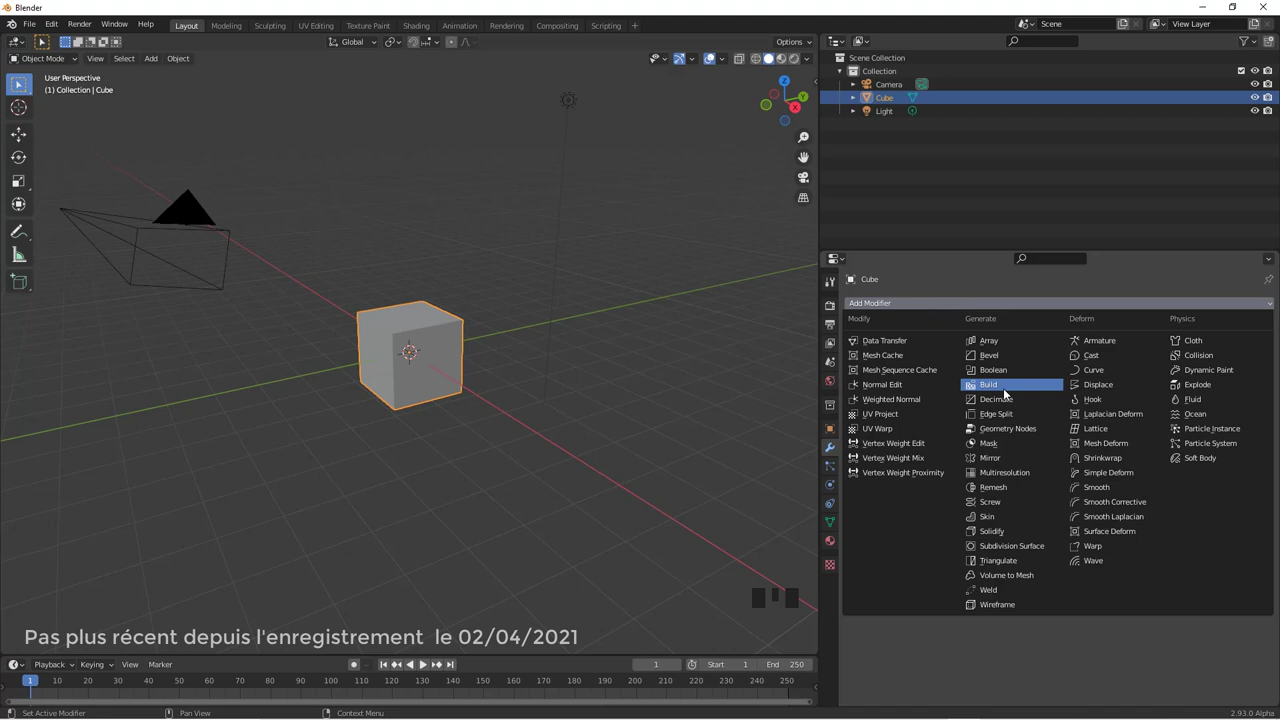 Blender
File Edit Render Window Help Layout Modeling Sculpting UV Editing Texture Paint Shading Animation Rendering Compositing Scripting + Scene View Layer
Global Options
Object Mode View Select Add Object
User Perspective
(1) Collection | Cube
Z
Y
X
Scene Collection
Collection
Camera
Cube
Light
Cube
Add Modifier
Modify Generate Deform Physics
Data Transfer Array Armature Cloth
Mesh Cache Bevel Cast Collision
Mesh Sequence Cache Boolean Curve Dynamic Paint
Normal Edit Build Displace Explode
Weighted Normal Decimate Hook Fluid
UV Project Edge Split Laplacian Deform Ocean
UV Warp Geometry Nodes Lattice Particle Instance
Vertex Weight Edit Mask Mesh Deform Particle System
Vertex Weight Mix Mirror Shrinkwrap Soft Body
Vertex Weight Proximity Multiresolution Simple Deform
Remesh Smooth
Screw Smooth Corrective
Skin Smooth Laplacian
Solidify Surface Deform
Subdivision Surface Warp
Triangulate Wave
Volume to Mesh
Weld
Wireframe
Pas plus récent depuis l'enregistrement le 02/04/2021
Playback Keying View Marker 1 Start 1 End 250
1 10 20 30 40 50 60 70 80 90 100 110 120 130 140 150 160 170 180 190 200 210 220 230 240 250
Set Active Modifier Pan View Context Menu 2.93.0 Alpha